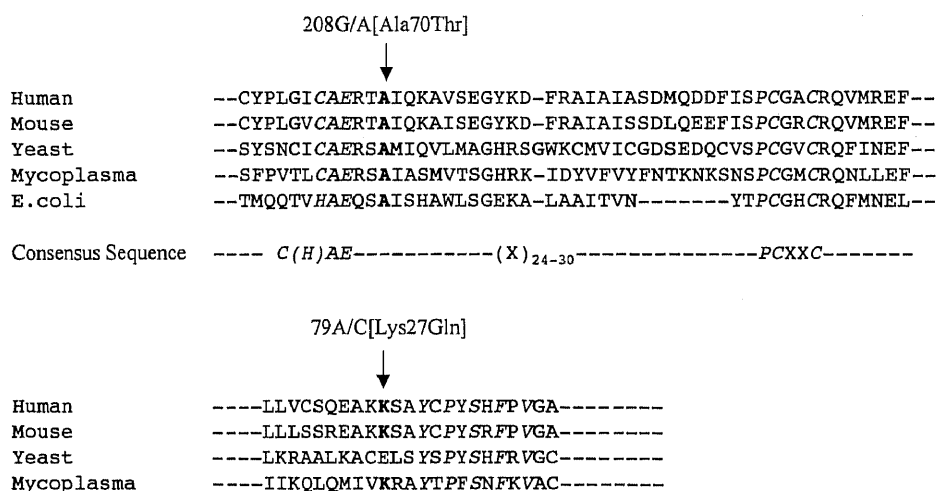 208G/A[Ala70Thr]
Human --CYPLGICAERTAIQKAVSEGYKD-FRAIAIASDMQDDFISPCGACRQVMREF--
Mouse --CYPLGVCAERTAIQKAISEGYKD-FRAIAISSDLQEEFISPCGRCRQVMREF--
Yeast --SYSNCICAERSAMIQVLMAGHRSGWKCMVICGDSEDQCVSPCGVCRQFINEF--
Mycoplasma --SFPVTLCAERSAIASMVTSGHRK-IDYVFVYFNTKNKSNSPCGMCRQNLLEF--
E.coli --TMQQTVHAEQSAISHAWLSGEKA-LAAITVN-------YTPCGHCRQFMNEL--
Consensus Sequence ---- C(H)AE-----------(X)24-30---------------PCXXC-------
79A/C[Lys27Gln]
Human ----LLVCSQEAKKSAYCPYSHFPVGA--------
Mouse ----LLLSSREAKKSAYCPYSRFPVGA--------
Yeast ----LKRAALKACELSYSPYSHFRVGC--------
Mycoplasma ----IIKQLQMIVKRAYTPFSNFKVAC--------